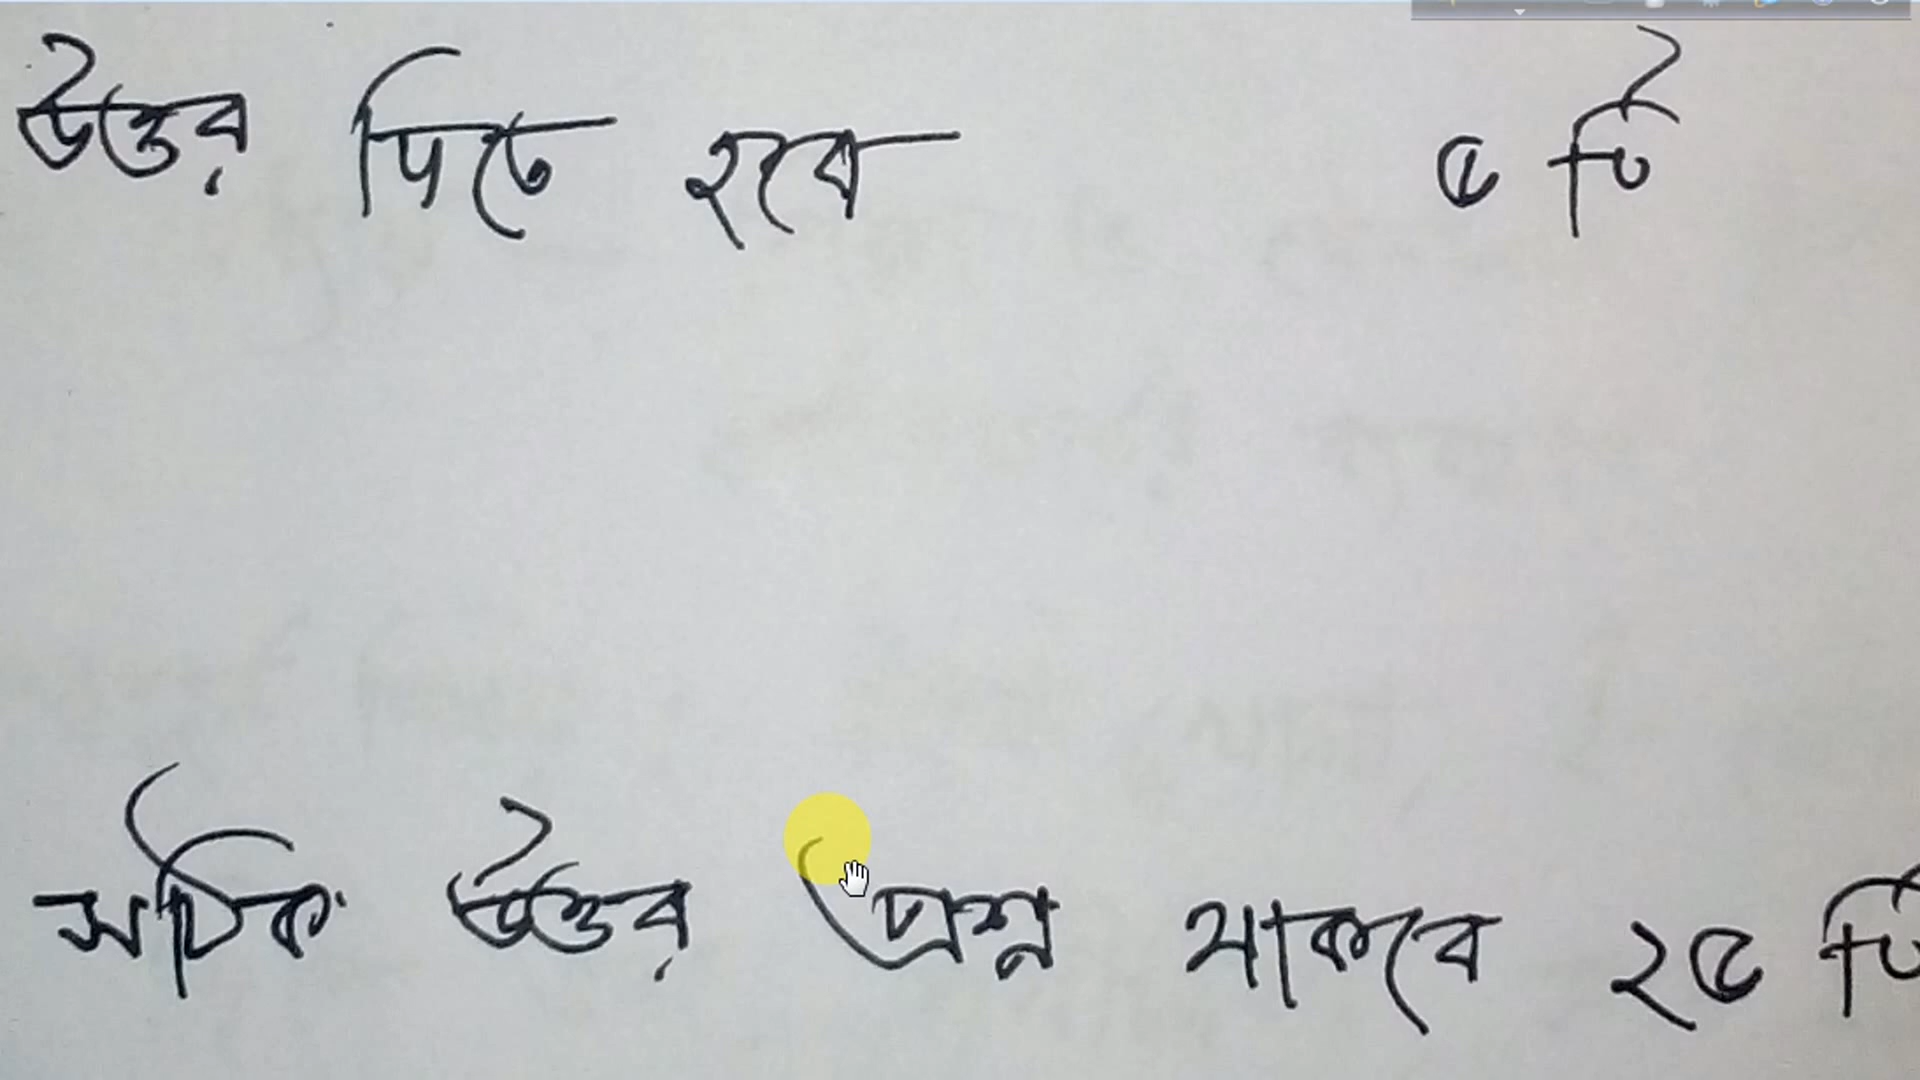 উত্তর দিতে হবে ৫ টি
সঠিক উত্তর প্রশ্ন থাকবে ২৫ টি